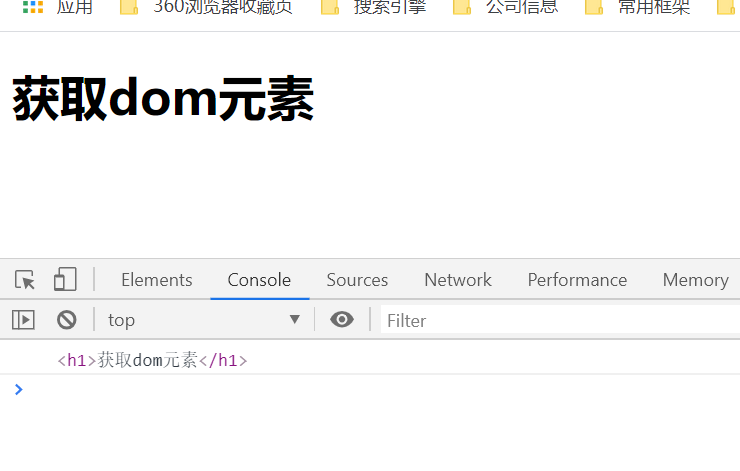 应用 360浏览器收藏页 搜索引擎 公司信息 常用框架
获取dom元素
Elements Console Sources Network Performance Memory
top Filter
<h1>获取dom元素</h1>